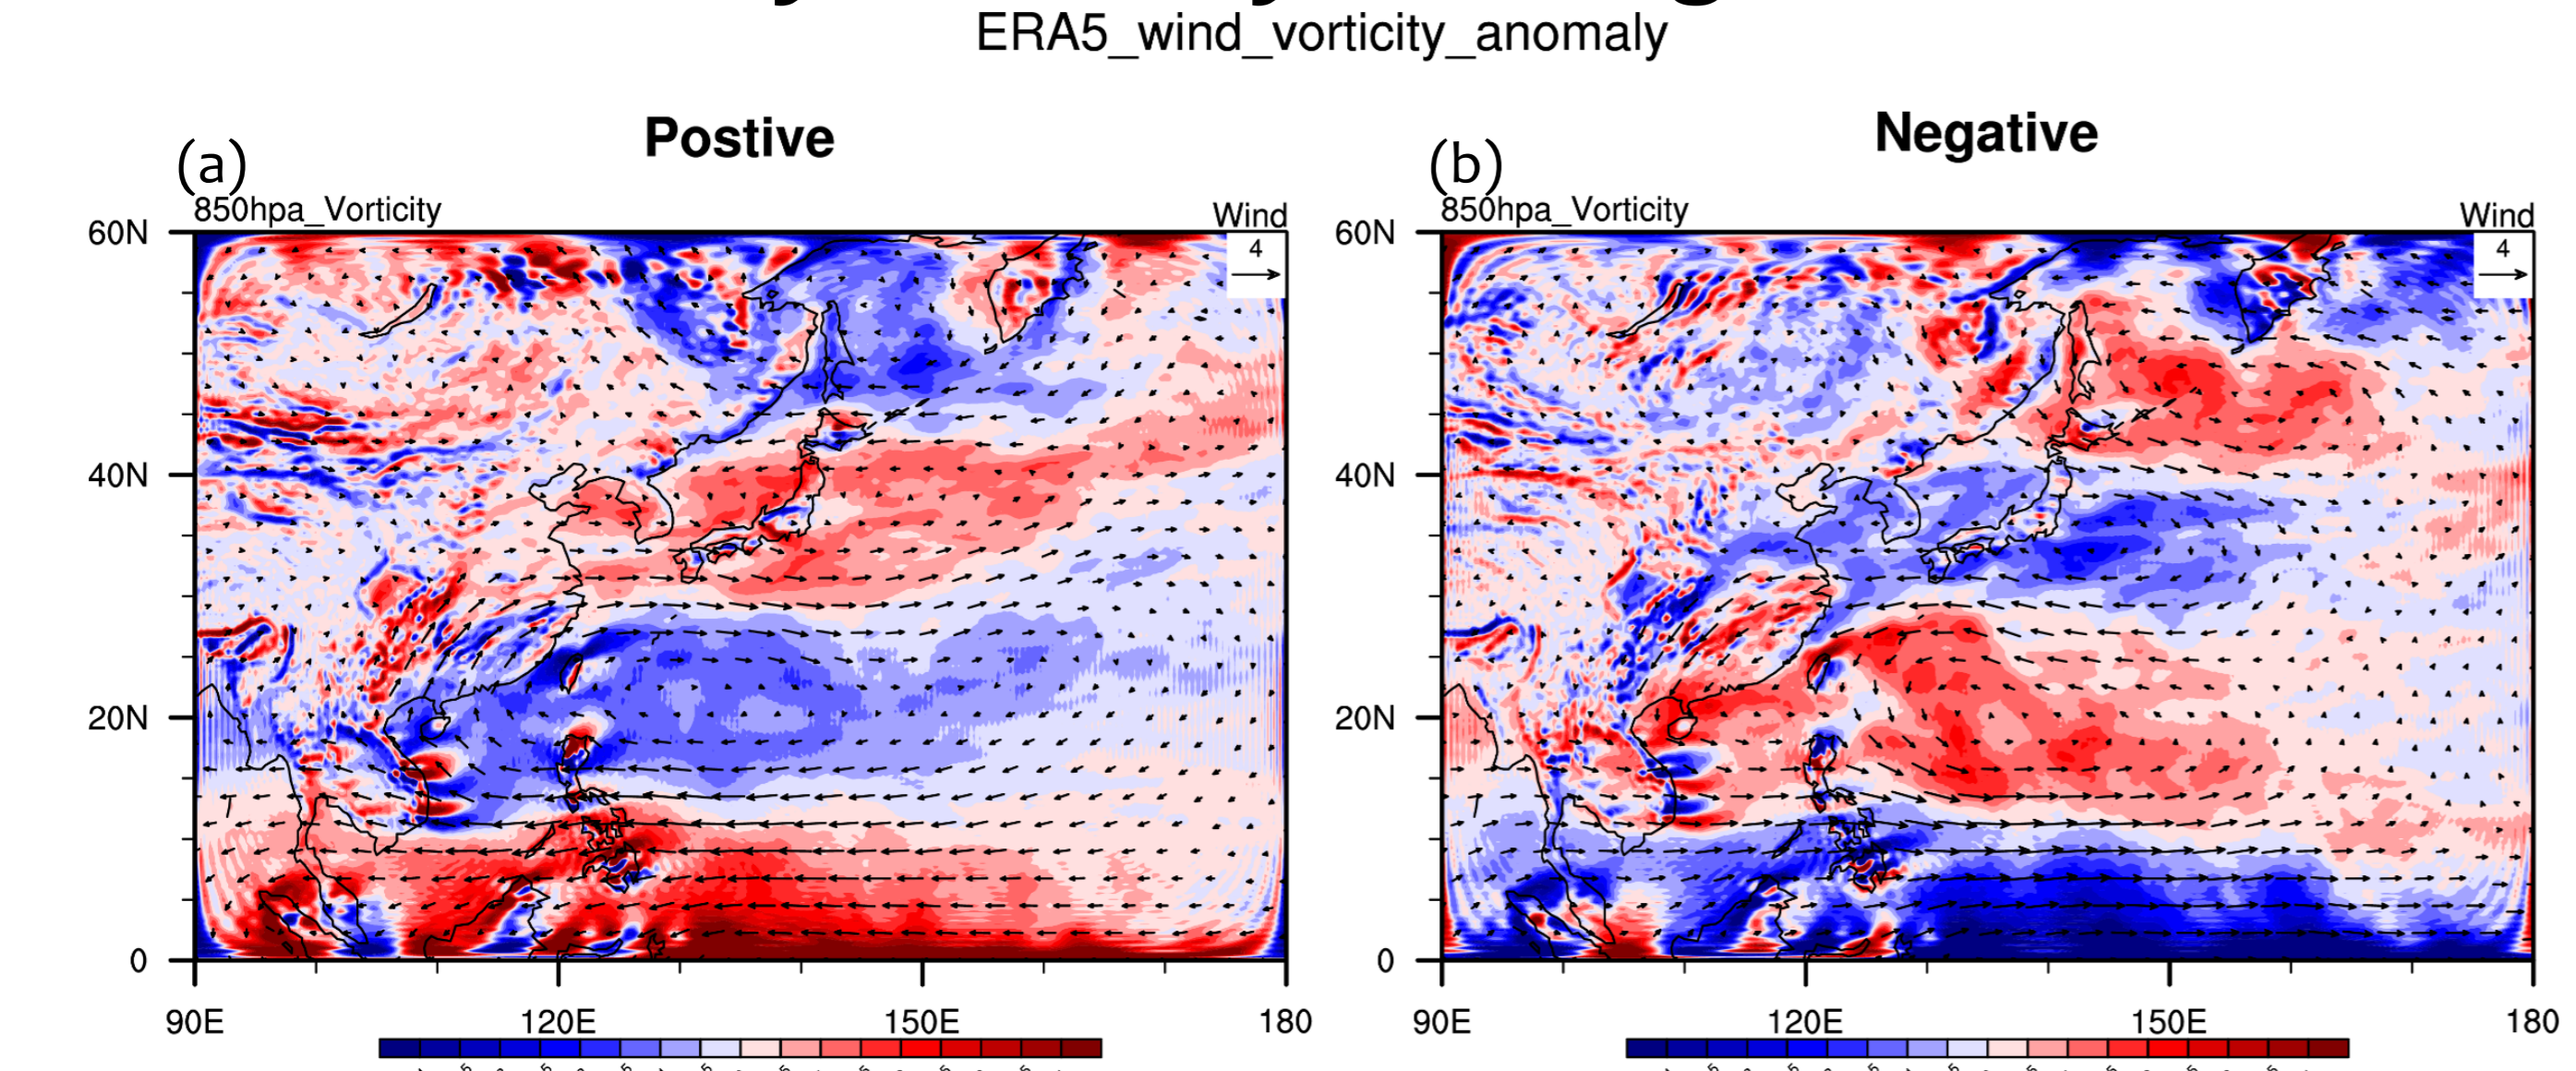 ERA5_wind_vorticity_anomaly
Postive
Negative
(a)
(b)
850hpa_Vorticity
Wind
850hpa_Vorticity
Wind
60N
4
60N
4
40N
40N
20N
20N
0
0
90E 120E 150E 180
90E 120E 150E 180